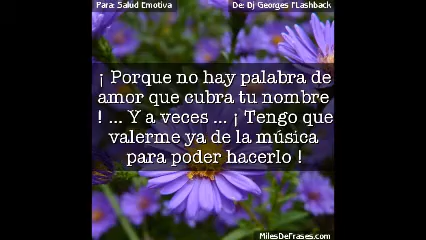 Para: Salud Emotiva
De: Dj Georges FLashback
¡ Porque no hay palabra de
amor que cubra tu nombre
! ... Y a veces ... ¡ Tengo que
valerme ya de la música
para poder hacerlo !
MilesDeFrases.com